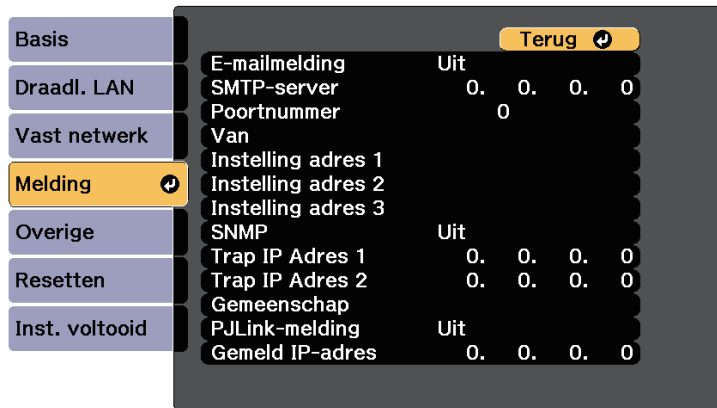 Basis
Draadl. LAN
Vast netwerk
Melding
Overige
Resetten
Inst. voltooid
Terug
E-mailmelding Uit
SMTP-server 0. 0. 0. 0
Poortnummer 0
Van
Instelling adres 1
Instelling adres 2
Instelling adres 3
SNMP Uit
Trap IP Adres 1 0. 0. 0. 0
Trap IP Adres 2 0. 0. 0. 0
Gemeenschap
PJLink-melding Uit
Gemeld IP-adres 0. 0. 0. 0